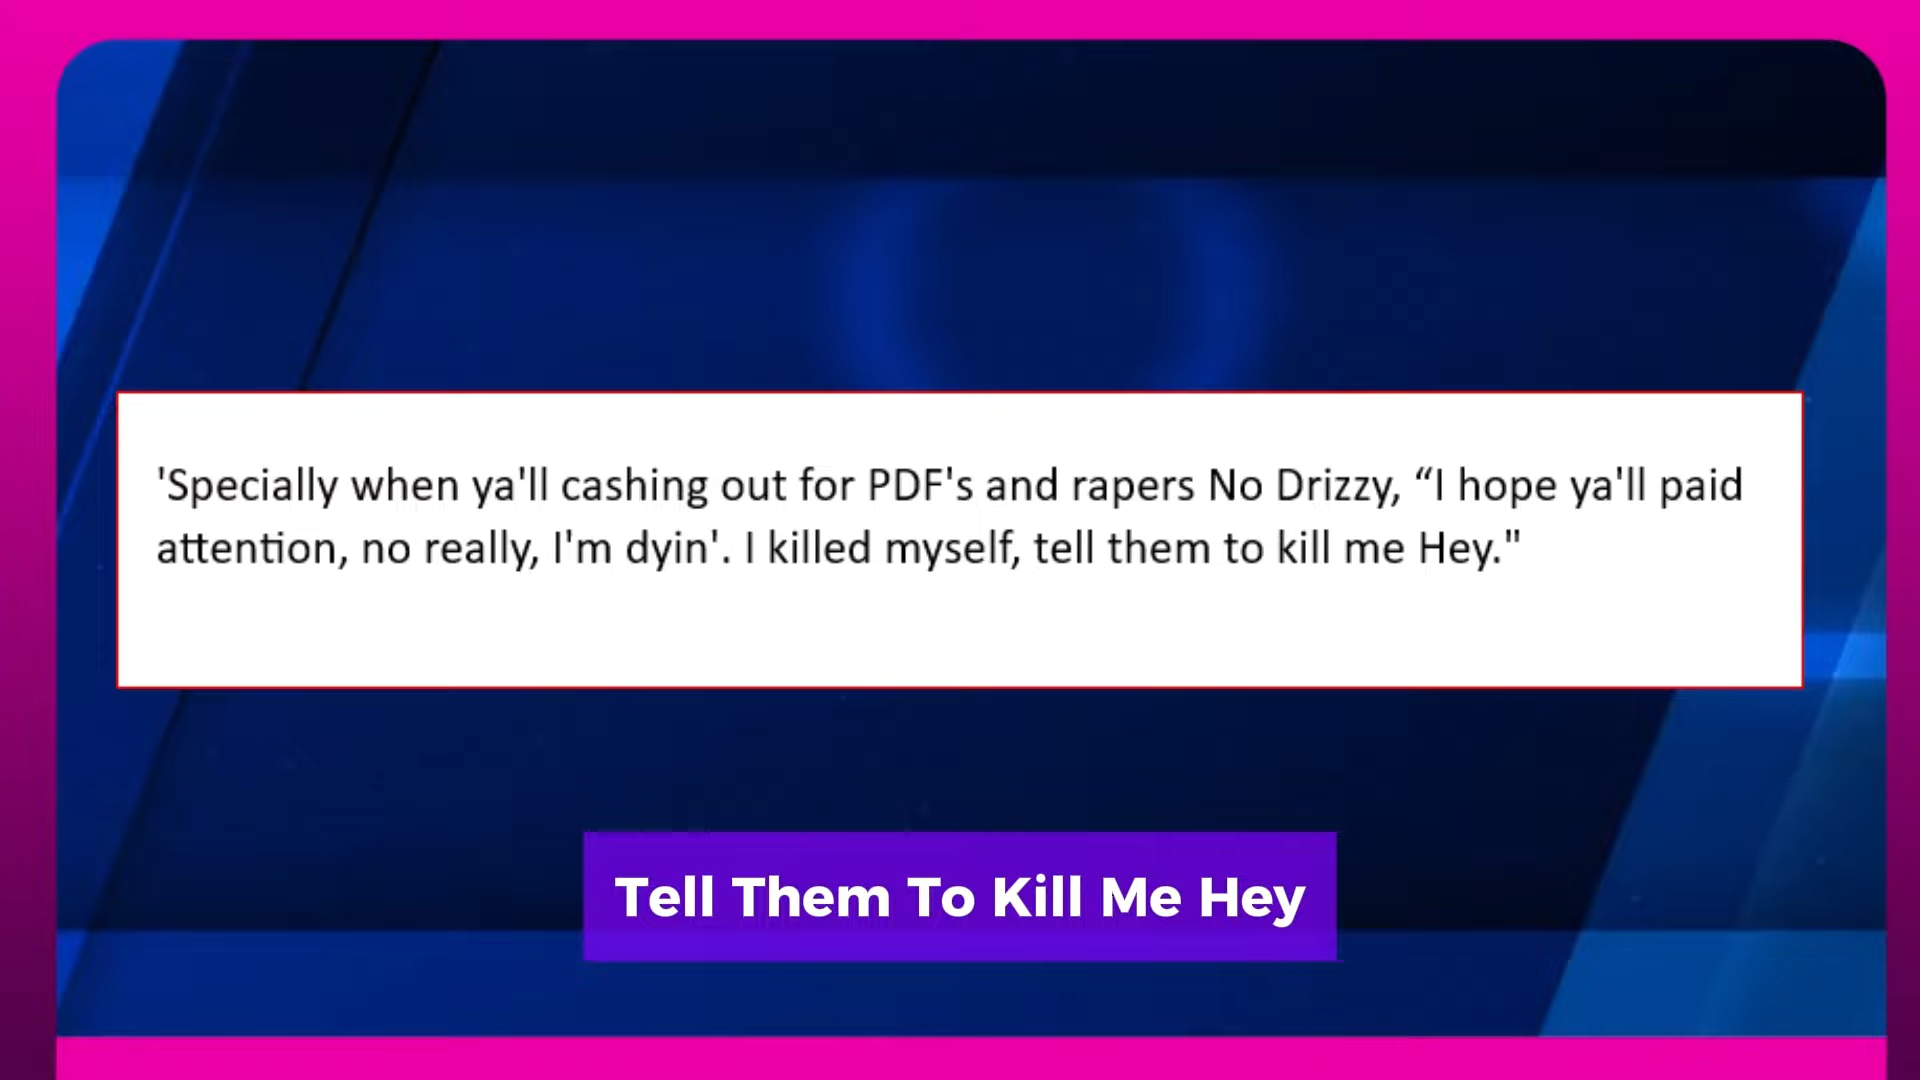 'Specially when ya'll cashing out for PDF's and rapers No Drizzy, “I hope ya'll paid
attention, no really, I'm dyin'. I killed myself, tell them to kill me Hey."
Tell Them To Kill Me Hey